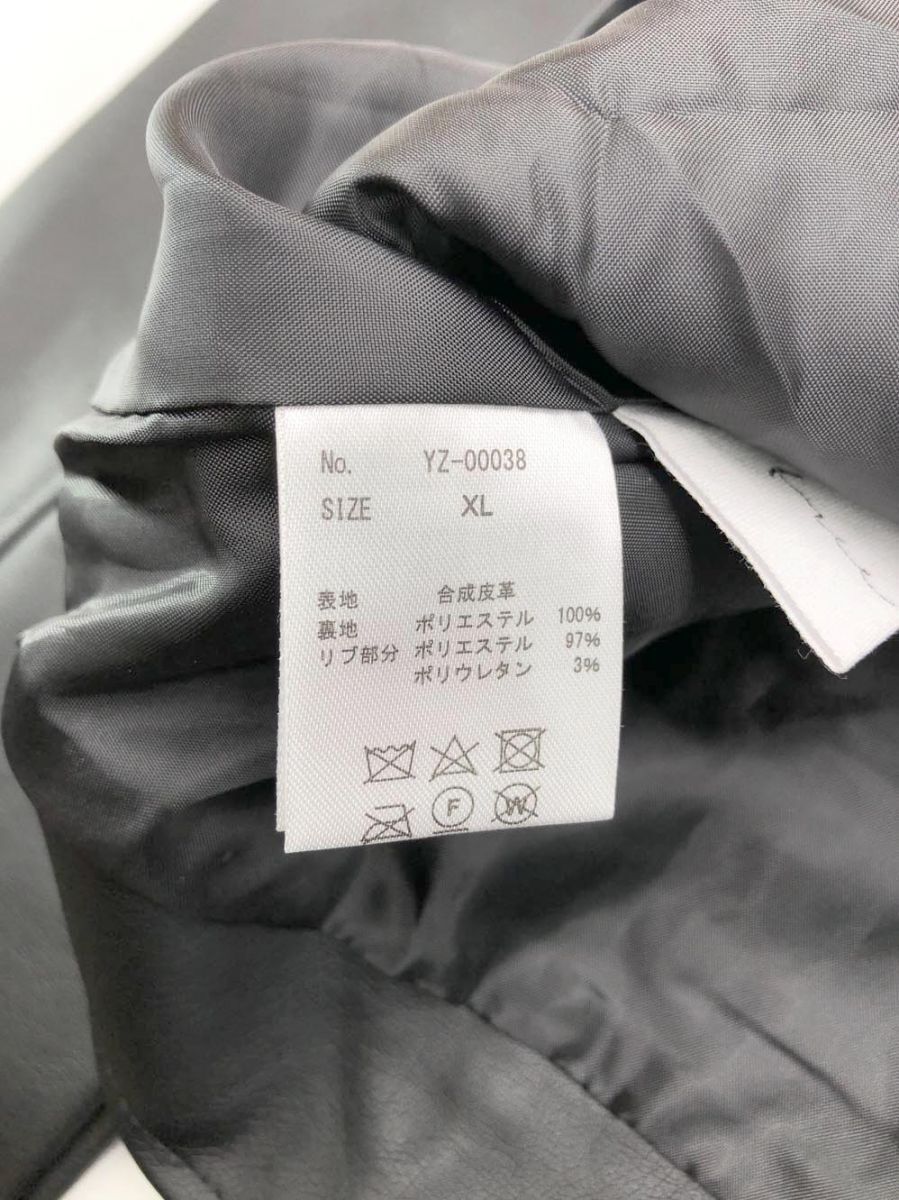 No. YZ-00038
SIZE XL
表地 合成皮革
裏地 ポリエステル 100%
リブ部分 ポリエステル 97%
ポリウレタン 3%
F
W